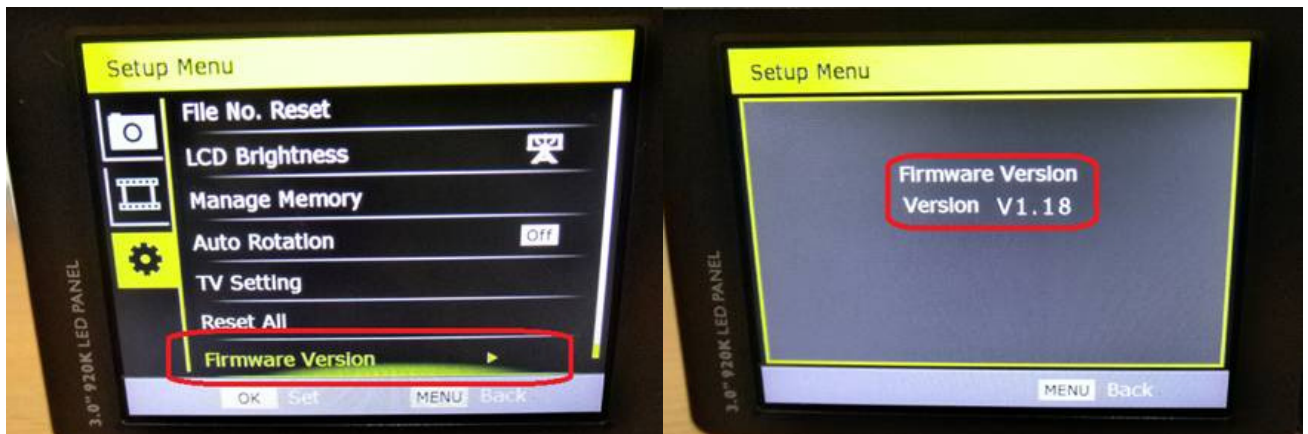 Setup Menu
File No. Reset
LCD Brightness
Manage Memory
Auto Rotation Off
TV Setting
Reset All
Firmware Version
OK Set MENU Back
3.0" 920K LED PANEL
Setup Menu
Firmware Version
Version V1.18
MENU Back
3.0" 920K LED PANEL